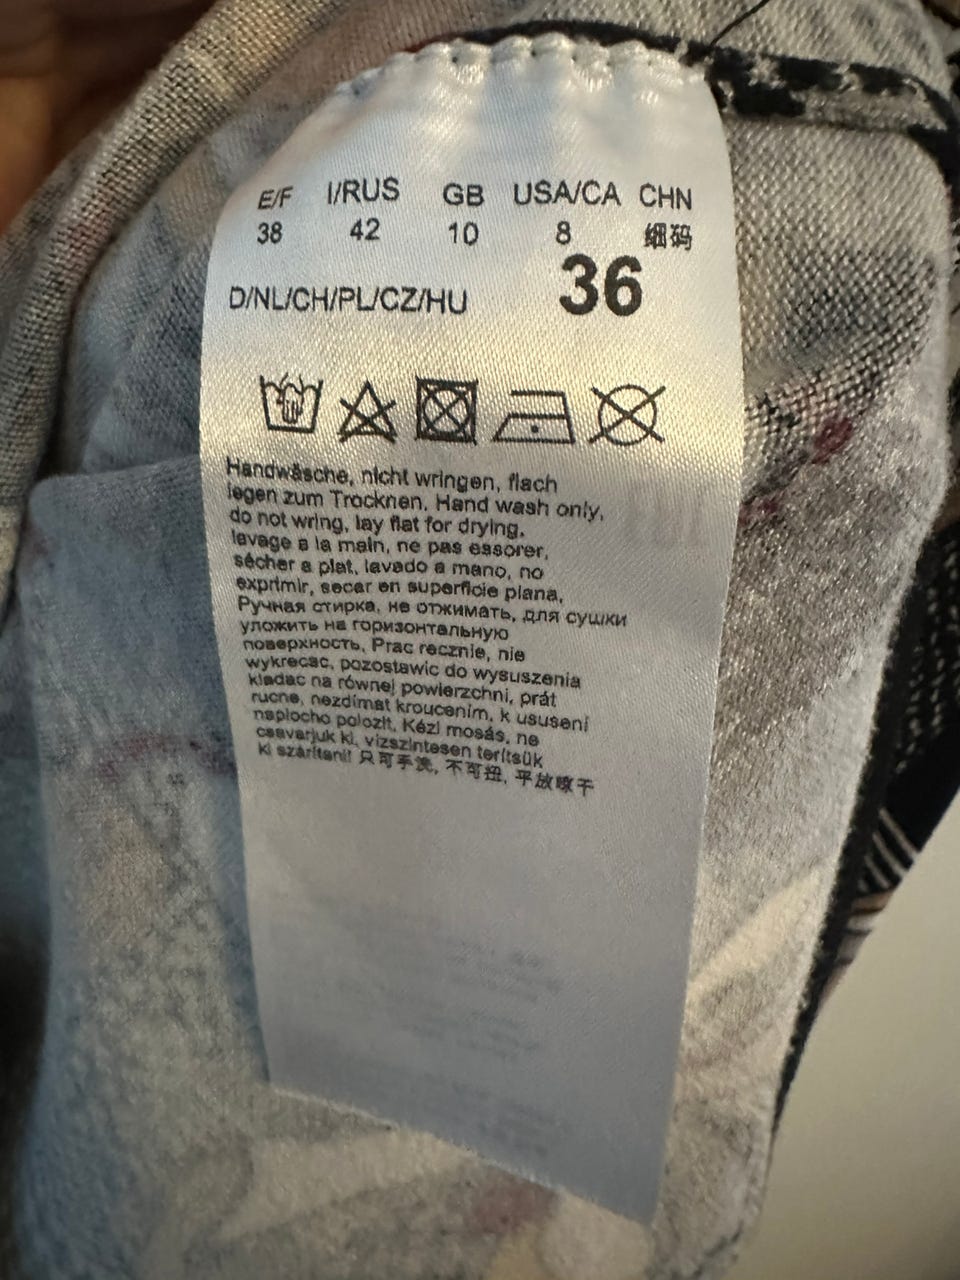 E/F I/RUS GB USA/CA CHN
38 42 10 8 细码
D/NL/CH/PL/CZ/HU 36
Handwäsche, nicht wringen, flach
legen zum Trocknen. Hand wash only,
do not wring, lay flat for drying.
lavage a la main, ne pas essorer,
sécher a plat. lavado a mano, no
exprimir, secar en superficie plana.
Ручная стирка, не отжимать, для сушки
уложить на горизонтальную
поверхность. Prac recznie, nie
wykrecac, pozostawic do wysuszenia
kladac na równej powierzchni, prát
rucne, nezdímat kroucením, k ususení
naplocho polozit. Kézi mosás, ne
csavarjuk ki, vízszintesen terítsük
ki szárítani! 只可手洗, 不可扭, 平放晾干